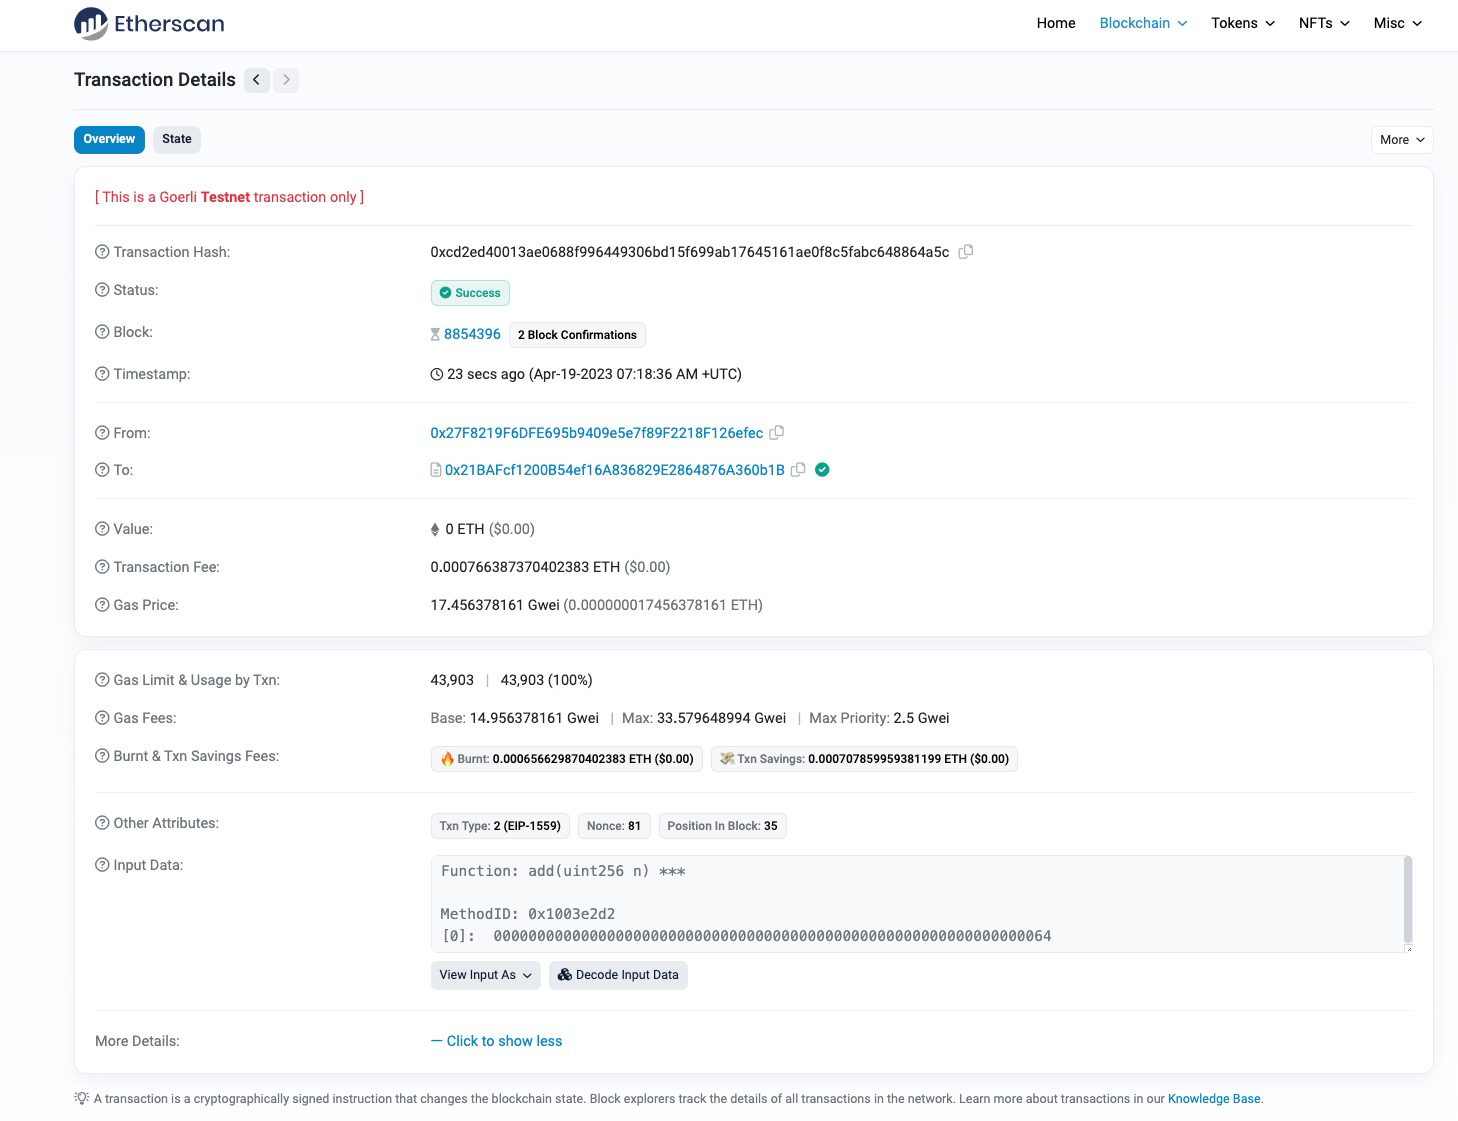 Etherscan
Home Blockchain Tokens NFTs Misc
Transaction Details
Overview State More
[ This is a Goerli Testnet transaction only ]
Transaction Hash: 0xcd2ed40013ae0688f996449306bd15f699ab17645161ae0f8c5fabc648864a5c
Status: Success
Block: 8854396 2 Block Confirmations
Timestamp: 23 secs ago (Apr-19-2023 07:18:36 AM +UTC)
From: 0x27F8219F6DFE695b9409e5e7f89F2218F126efec
To: 0x21BAFcf1200B54ef16A836829E2864876A360b1B
Value: 0 ETH ($0.00)
Transaction Fee: 0.000766387370402383 ETH ($0.00)
Gas Price: 17.456378161 Gwei (0.000000017456378161 ETH)
Gas Limit & Usage by Txn: 43,903 | 43,903 (100%)
Gas Fees: Base: 14.956378161 Gwei | Max: 33.579648994 Gwei | Max Priority: 2.5 Gwei
Burnt & Txn Savings Fees: Burnt: 0.000656629870402383 ETH ($0.00) Txn Savings: 0.000707859959381199 ETH ($0.00)
Other Attributes: Txn Type: 2 (EIP-1559) Nonce: 81 Position In Block: 35
Input Data: Function: add(uint256 n) ***
MethodID: 0x1003e2d2
[0]: 0000000000000000000000000000000000000000000000000000000000000064
View Input As Decode Input Data
More Details: — Click to show less
A transaction is a cryptographically signed instruction that changes the blockchain state. Block explorers track the details of all transactions in the network. Learn more about transactions in our Knowledge Base.